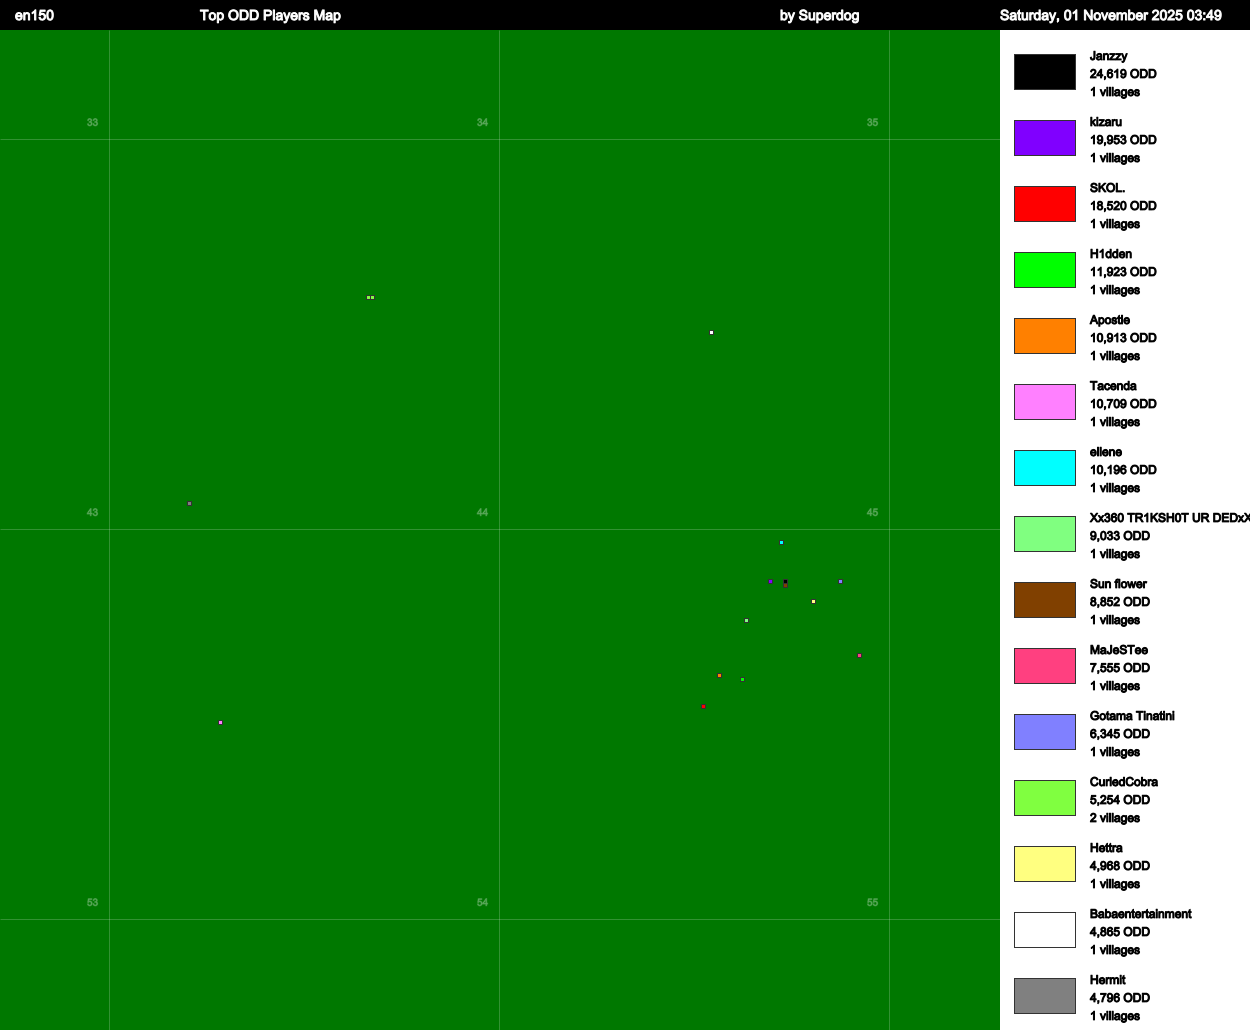 en150 Top ODD Players Map by Superdog Saturday, 01 November 2025 03:49
33 34 35
43 44 45
53 54 55
Janzzy
24,619 ODD
1 villages
kizaru
19,953 ODD
1 villages
SKOL.
18,520 ODD
1 villages
H1dden
11,923 ODD
1 villages
Apostle
10,913 ODD
1 villages
Tacenda
10,709 ODD
1 villages
ellene
10,196 ODD
1 villages
Xx360 TR1KSH0T UR DEDxX
9,033 ODD
1 villages
Sun flower
8,852 ODD
1 villages
MaJeSTee
7,555 ODD
1 villages
Gotama Tinatini
6,345 ODD
1 villages
CurledCobra
5,254 ODD
2 villages
Hettra
4,968 ODD
1 villages
Babaentertainment
4,865 ODD
1 villages
Hermit
4,796 ODD
1 villages